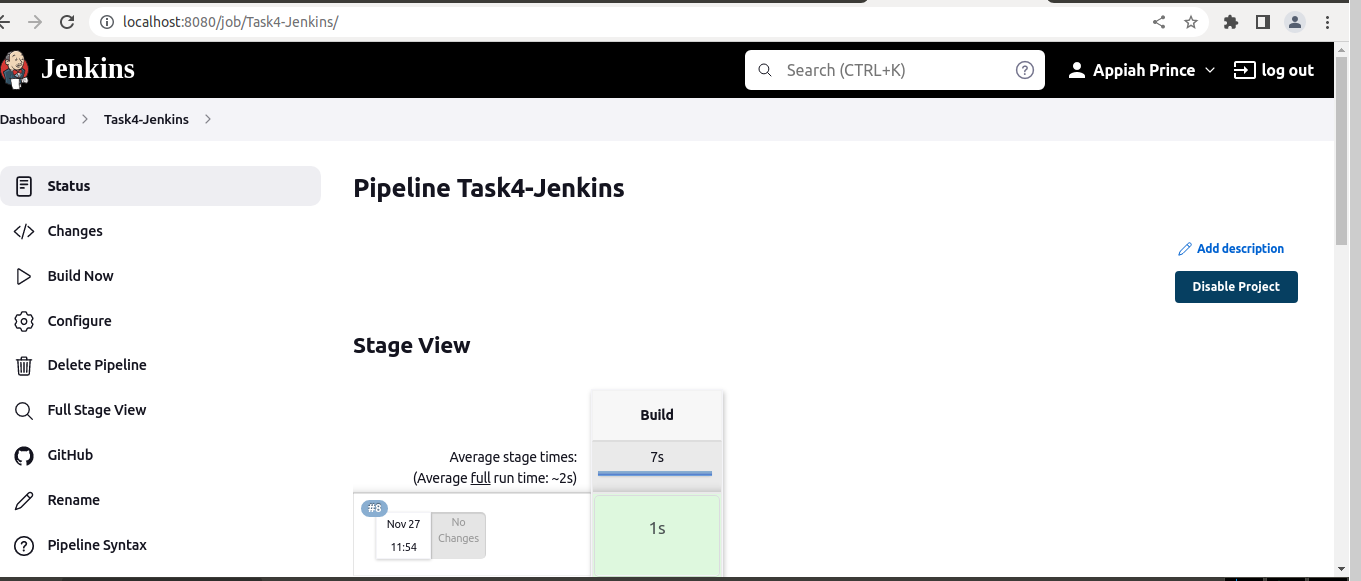 localhost:8080/job/Task4-Jenkins/
Jenkins
Search (CTRL+K)
?
Appiah Prince
log out
Dashboard
Task4-Jenkins
Status
Pipeline Task4-Jenkins
Changes
Add description
Build Now
Disable Project
Configure
Stage View
Delete Pipeline
Full Stage View
Build
GitHub
Average stage times:
7s
(Average full run time: ~2s)
Rename
#8
Nov 27
11:54
No
Changes
1s
Pipeline Syntax